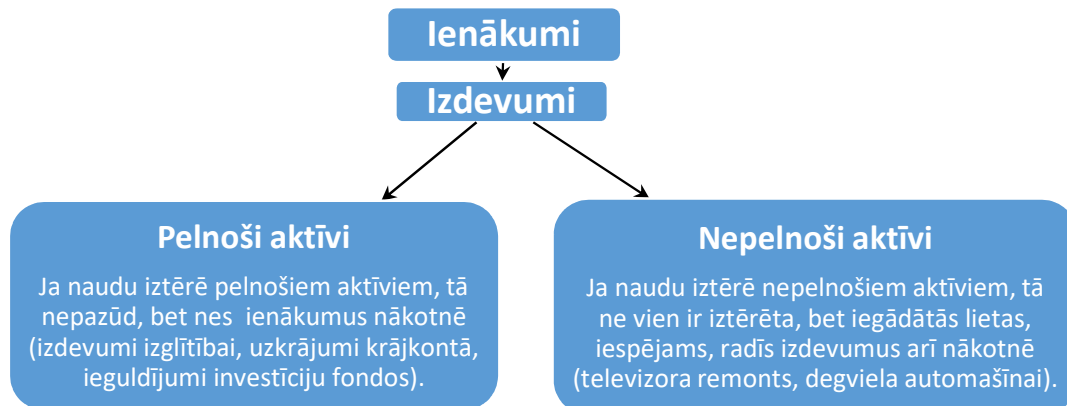 Ienākumi
Izdevumi
Pelnoši aktīvi
Ja naudu iztērē pelnošiem aktīviem, tā
nepazūd, bet nes ienākumus nākotnē
(izdevumi izglītībai, uzkrājumi krājkontā,
ieguldījumi investīciju fondos).
Nepelnoši aktīvi
Ja naudu iztērē nepelnošiem aktīviem, tā
ne vien ir iztērēta, bet iegādātās lietas,
iespējams, radīs izdevumus arī nākotnē
(televizora remonts, degviela automašīnai).